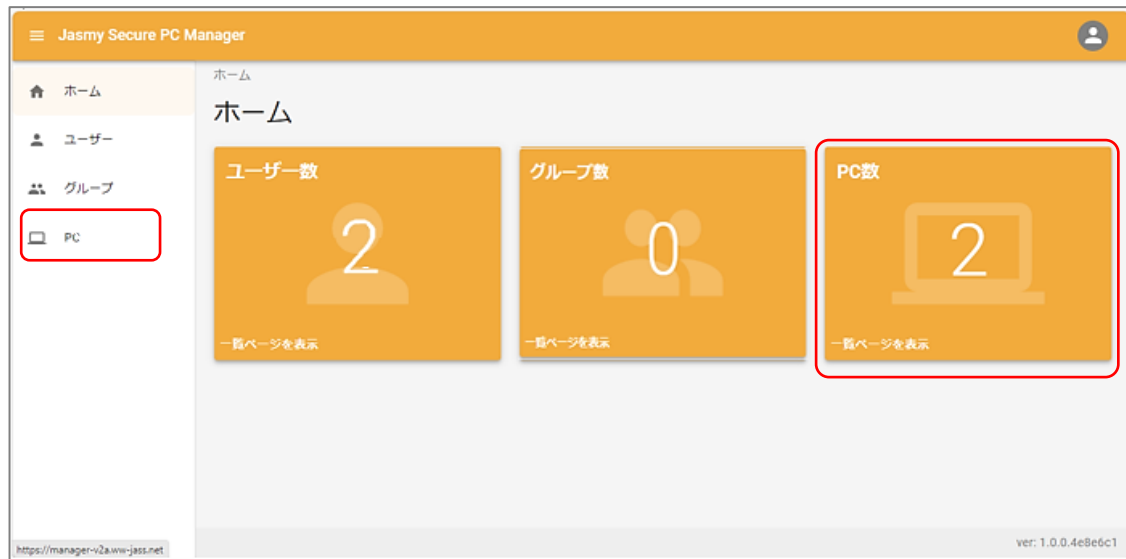 Jasmy Secure PC Manager
ホーム
ユーザー
グループ
PC
ホーム
ホーム
ユーザー数
2
一覧ページを表示
グループ数
0
一覧ページを表示
PC数
2
一覧ページを表示
https://manager-v2a.ww-jass.net
ver: 1.0.0.4e8e6c1